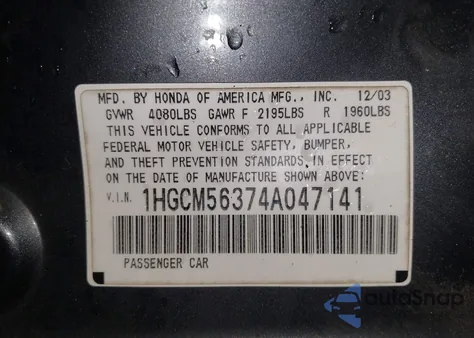 MFD. BY HONDA OF AMERICA MFG., INC. 12/03
GVWR 4080LBS GAWR F 2195LBS R 1960LBS
THIS VEHICLE CONFORMS TO ALL APPLICABLE
FEDERAL MOTOR VEHICLE SAFETY, BUMPER,
AND THEFT PREVENTION STANDARDS,IN EFFECT
ON THE DATE OF MANUFACTURE SHOWN ABOVE:
V.I.N. 1HGCM56374A047141
PASSENGER CAR
autoSnap